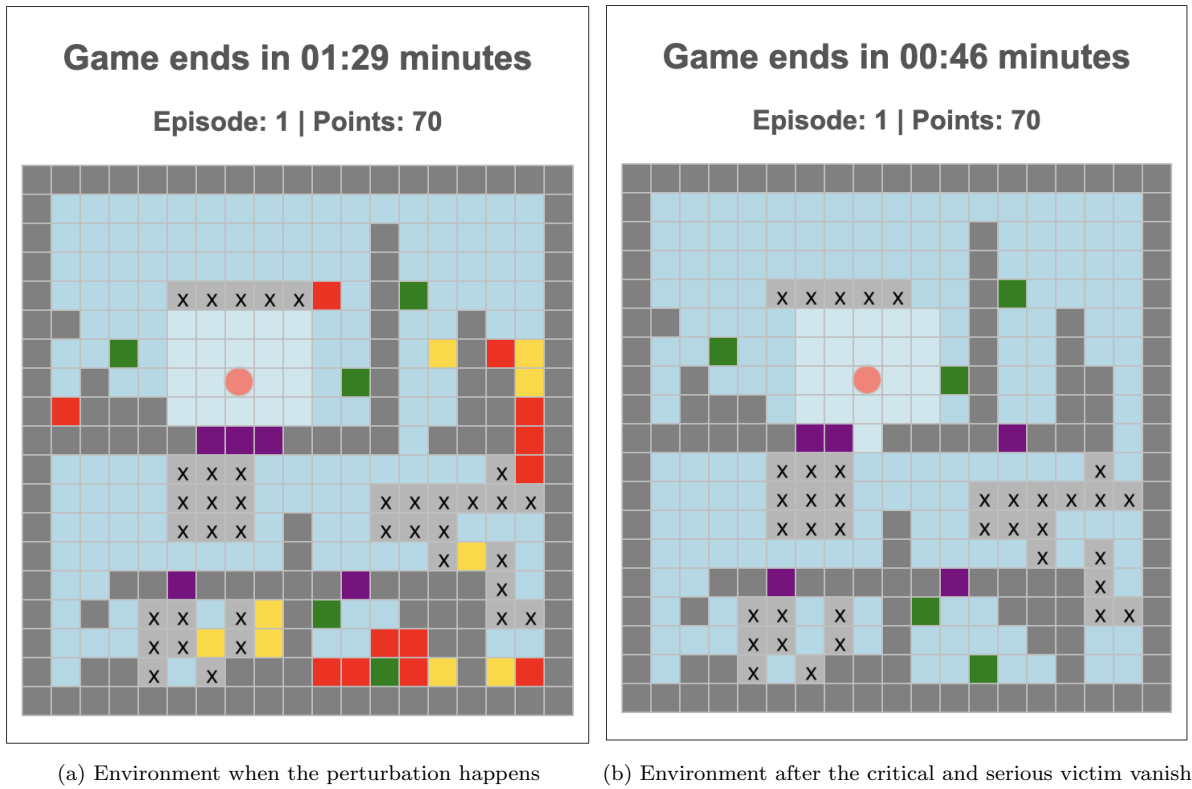 Game ends in 01:29 minutes
Episode: 1 | Points: 70
x x x x x
x x x x
x x x x x x x x x
x x x x x x
x x
x
x x x x x
x x x
x x
(a) Environment when the perturbation happens
Game ends in 00:46 minutes
Episode: 1 | Points: 70
x x x x x
x x x x
x x x x x x x x x
x x x x x x
x x
x
x x x x x
x x x
x x
(b) Environment after the critical and serious victim vanish